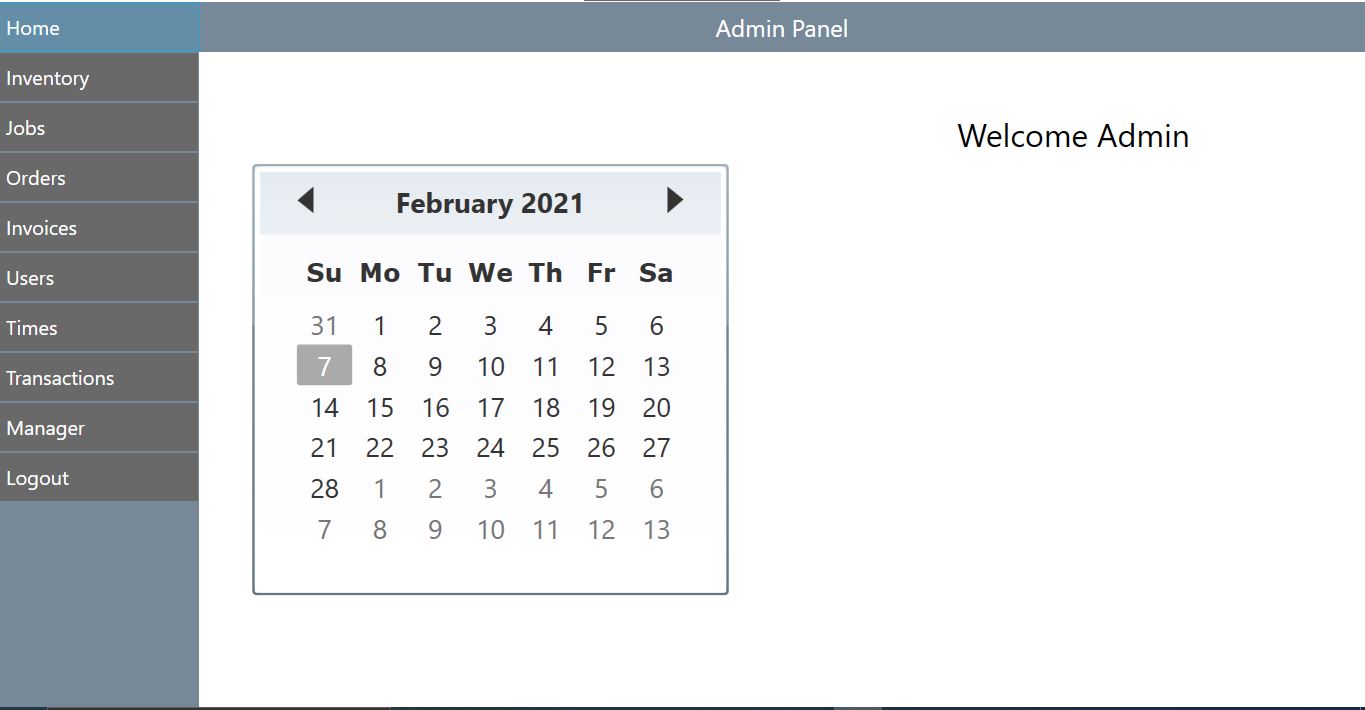 Home
Admin Panel
Inventory
Jobs
Orders
Invoices
Users
Times
Transactions
Manager
Logout
Welcome Admin
February 2021
Su Mo Tu We Th Fr Sa
31 1 2 3 4 5 6
7 8 9 10 11 12 13
14 15 16 17 18 19 20
21 22 23 24 25 26 27
28 1 2 3 4 5 6
7 8 9 10 11 12 13